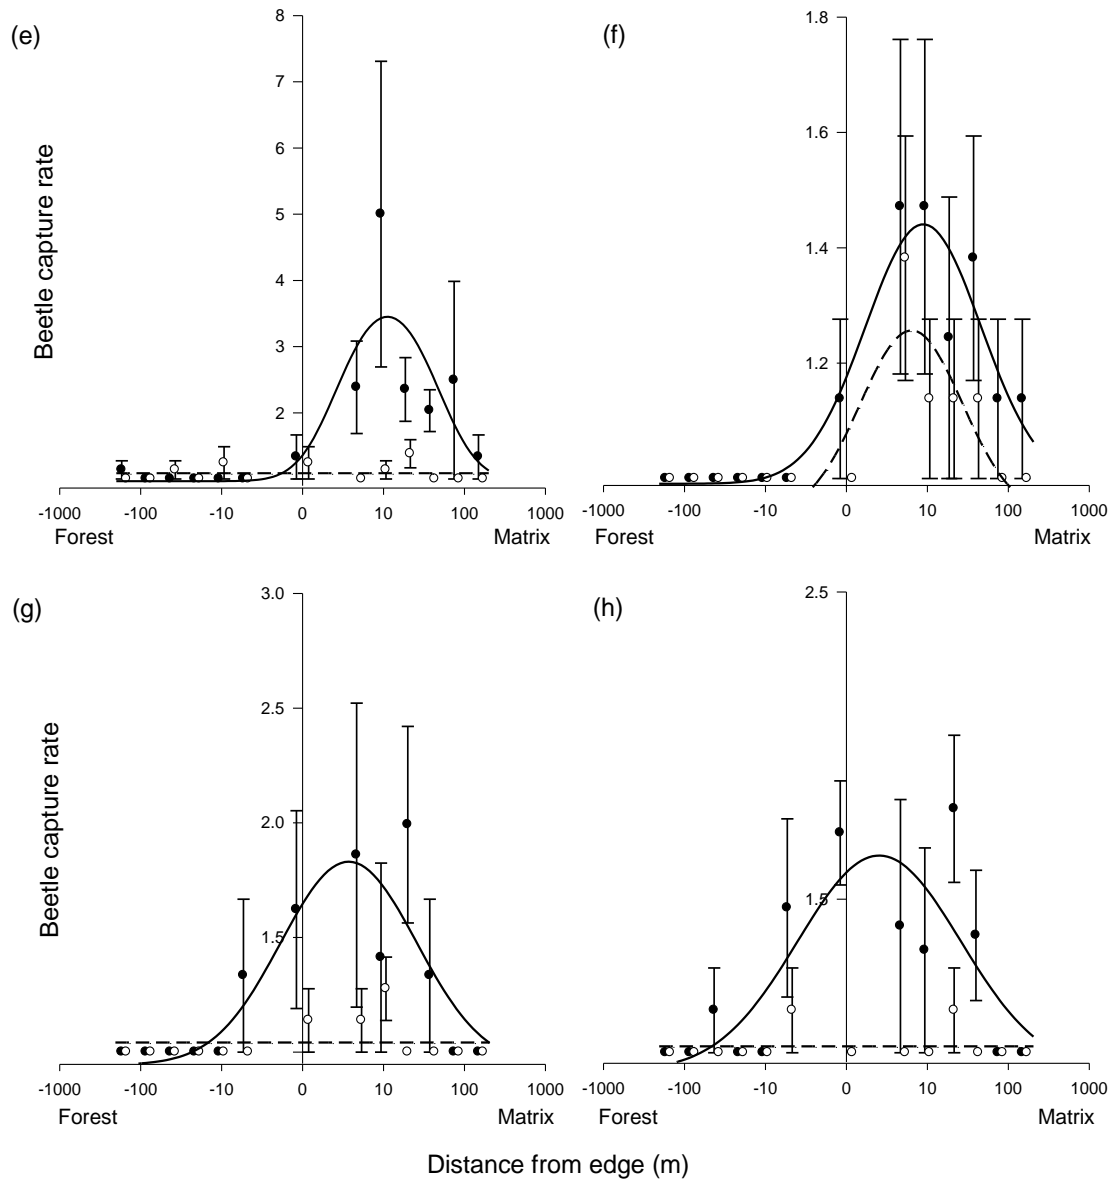 (e)
8
7
6
5
4
3
2
Beetle capture rate
-1000 -100 -10 0 10 100 1000
Forest Matrix
(f)
1.8
1.6
1.4
1.2
-1000 -100 -10 0 10 100 1000
Forest Matrix
(g)
3.0
2.5
2.0
1.5
Beetle capture rate
-1000 -100 -10 0 10 100 1000
Forest Matrix
(h)
2.5
1.5
-1000 -100 -10 0 10 100 1000
Forest Matrix
Distance from edge (m)